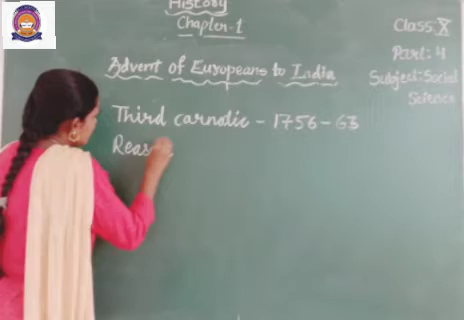 History
Chapter-1
Class: X
Part: 4
Subject: Social
Science
Advent of Europeans to India
Third carnatic - 1756-63
Reas